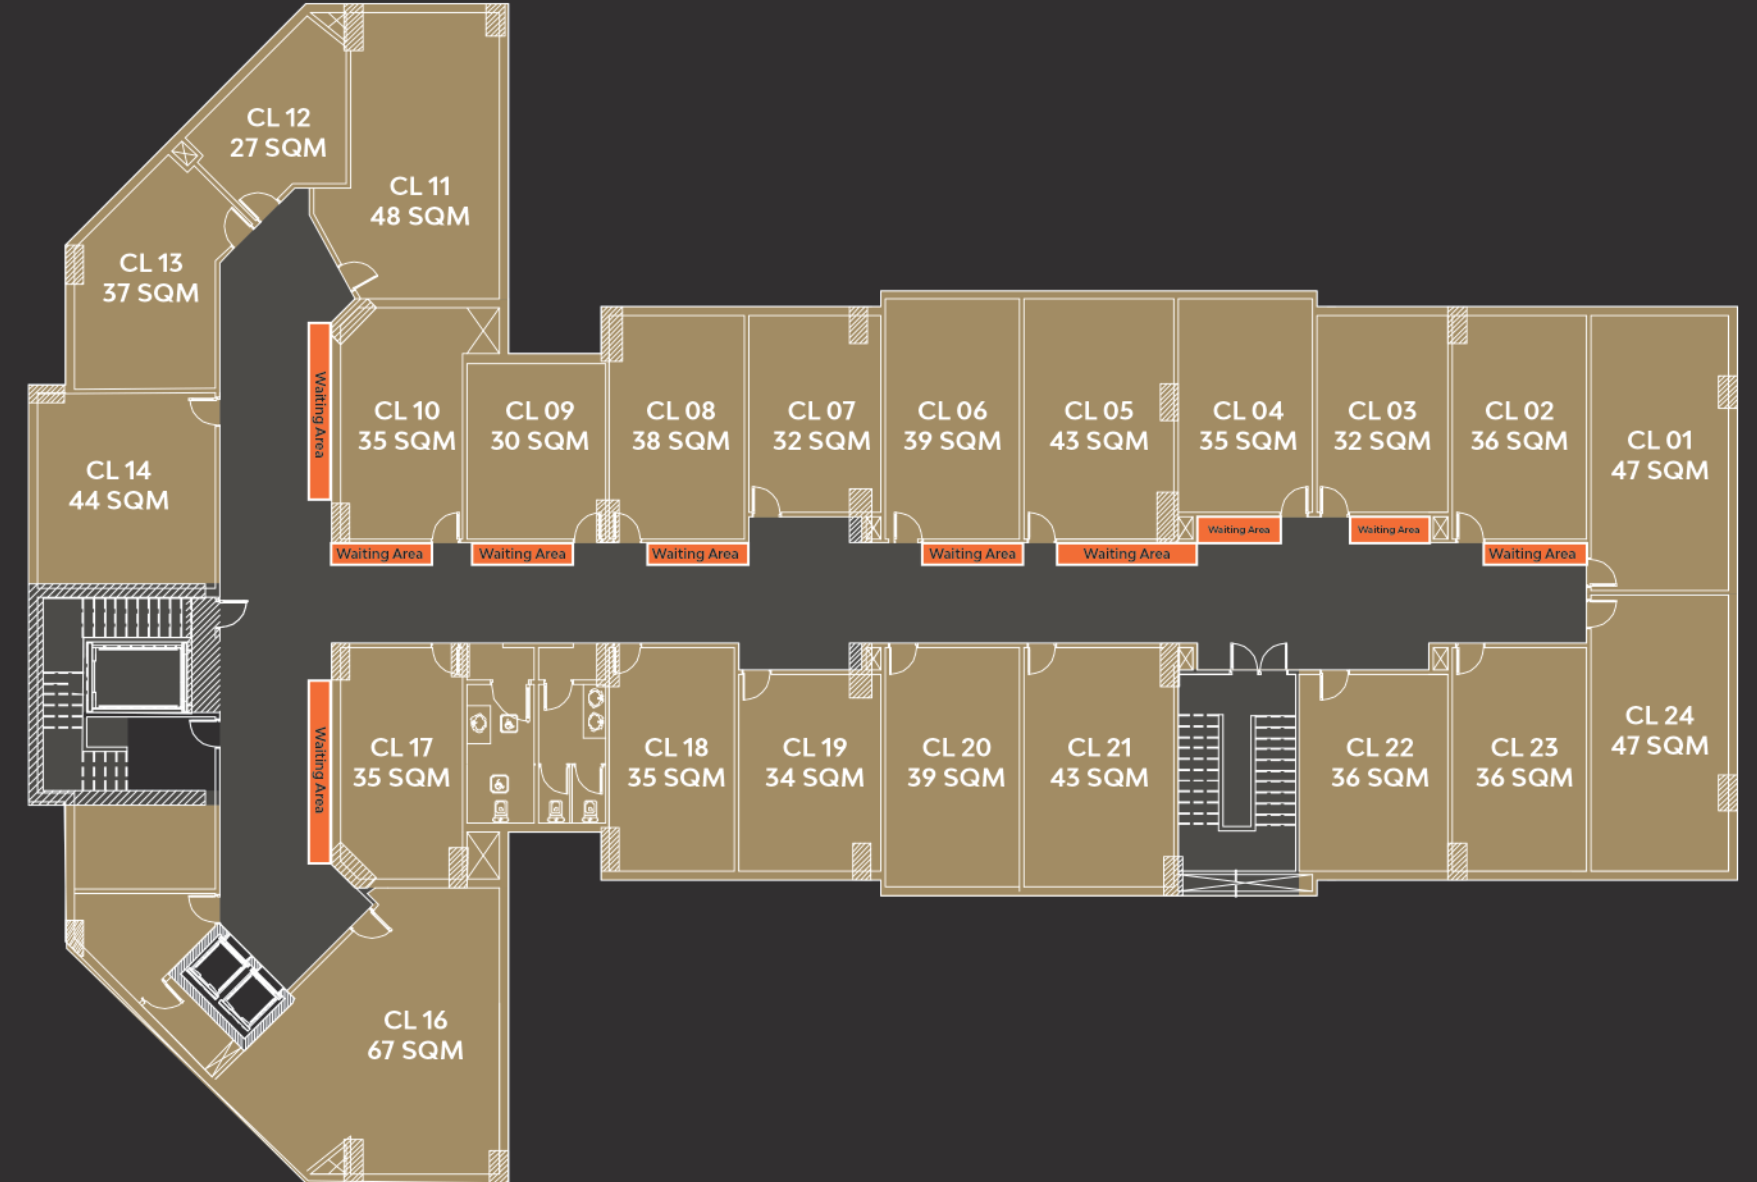 CL 12
27 SQM
CL 11
48 SQM
CL 13
37 SQM
CL 14
44 SQM
Waiting Area
CL 10
35 SQM
CL 09
30 SQM
CL 08
38 SQM
CL 07
32 SQM
CL 06
39 SQM
CL 05
43 SQM
CL 04
35 SQM
CL 03
32 SQM
CL 02
36 SQM
CL 01
47 SQM
Waiting Area
Waiting Area
Waiting Area
Waiting Area
Waiting Area
Waiting Area
Waiting Area
Waiting Area
Waiting Area
CL 17
35 SQM
CL 18
35 SQM
CL 19
34 SQM
CL 20
39 SQM
CL 21
43 SQM
CL 22
36 SQM
CL 23
36 SQM
CL 24
47 SQM
CL 16
67 SQM